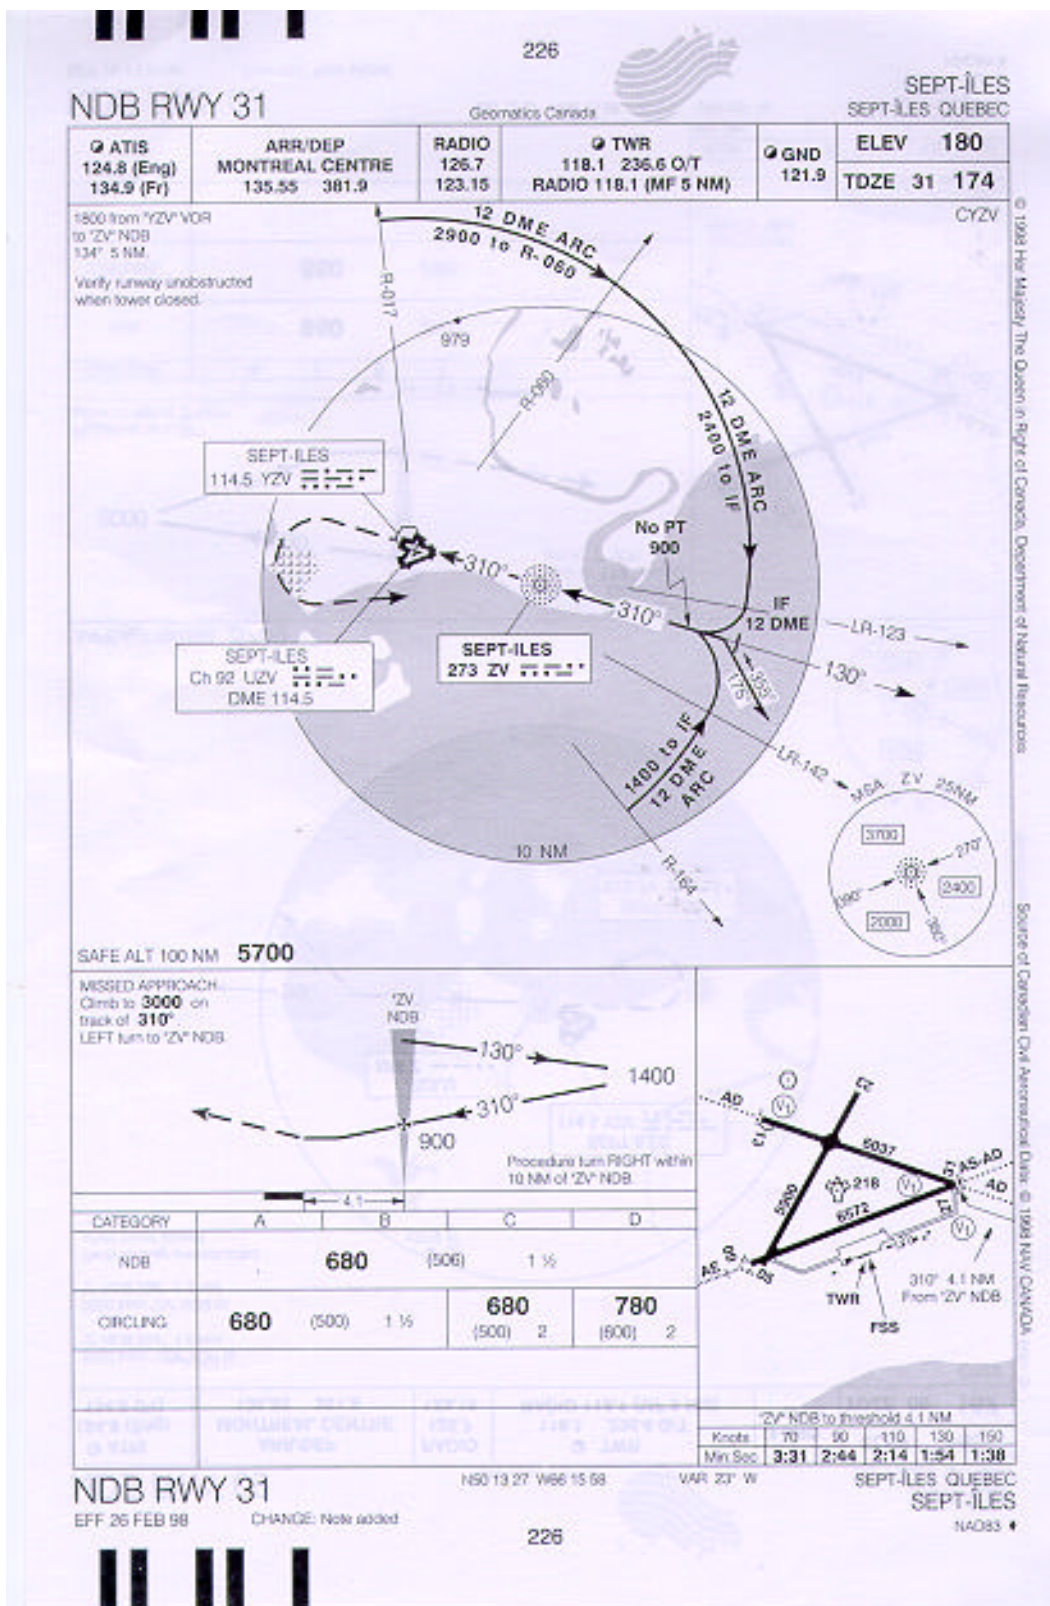 226
NDB RWY 31
Geomatics Canada
SEPT-ÎLES
SEPT-ÎLES QUEBEC
ATIS
124.8 (Eng)
134.9 (Fr)
ARR/DEP
MONTREAL CENTRE
135.55 381.9
RADIO
126.7
123.15
TWR
118.1 236.6 O/T
RADIO 118.1 (MF 5 NM)
GND
121.9
ELEV 180
TDZE 31 174
1800 from "YZV" VOR
to "ZV" NDB
134° 5 NM.
Verify runway unobstructed
when tower closed.
CYZV
12 DME ARC
2900 to R-060
R-017
979
R-060
12 DME ARC
2400 to IF
SEPT-ILES
114.5 YZV
No PT
900
310°
310°
IF
12 DME
LR-123
SEPT-ILES
Ch 92 UZV
DME 114.5
SEPT-ILES
273 ZV
130°
355°
175°
1400 to IF
12 DME
ARC
LR-142
MSA ZV 25NM
3700
270°
2400
090°
2000
360°
10 NM
R-164
SAFE ALT 100 NM 5700
© 1998 Her Majesty The Queen in Right of Canada, Department of Natural Resources
Source of Canadian Civil Aeronautical Data: © 1998 NAV CANADA
MISSED APPROACH
Climb to 3000 on
track of 310°
LEFT turn to "ZV" NDB.
"ZV"
NDB
130°
1400
310°
900
Procedure turn RIGHT within
10 NM of "ZV" NDB
4.1
CATEGORY A B C D
NDB 680 (506) 1 ½
CIRCLING 680 (500) 1 ½ 680 (500) 2 780 (600) 2
AD
V1
13
23
6037
5900
218
V1
AS-AD
AD
6572
V1
AS
05
TWR
FSS
310° 4.1 NM
From "ZV" NDB
"ZV" NDB to threshold 4.1 NM
Knots 70 90 110 130 150
Min:Sec 3:31 2:44 2:14 1:54 1:38
NDB RWY 31
EFF 26 FEB 98
CHANGE: Note added
N50 13 27 W66 15 58
VAR 23° W
SEPT-ÎLES QUEBEC
SEPT-ÎLES
NAD83
226